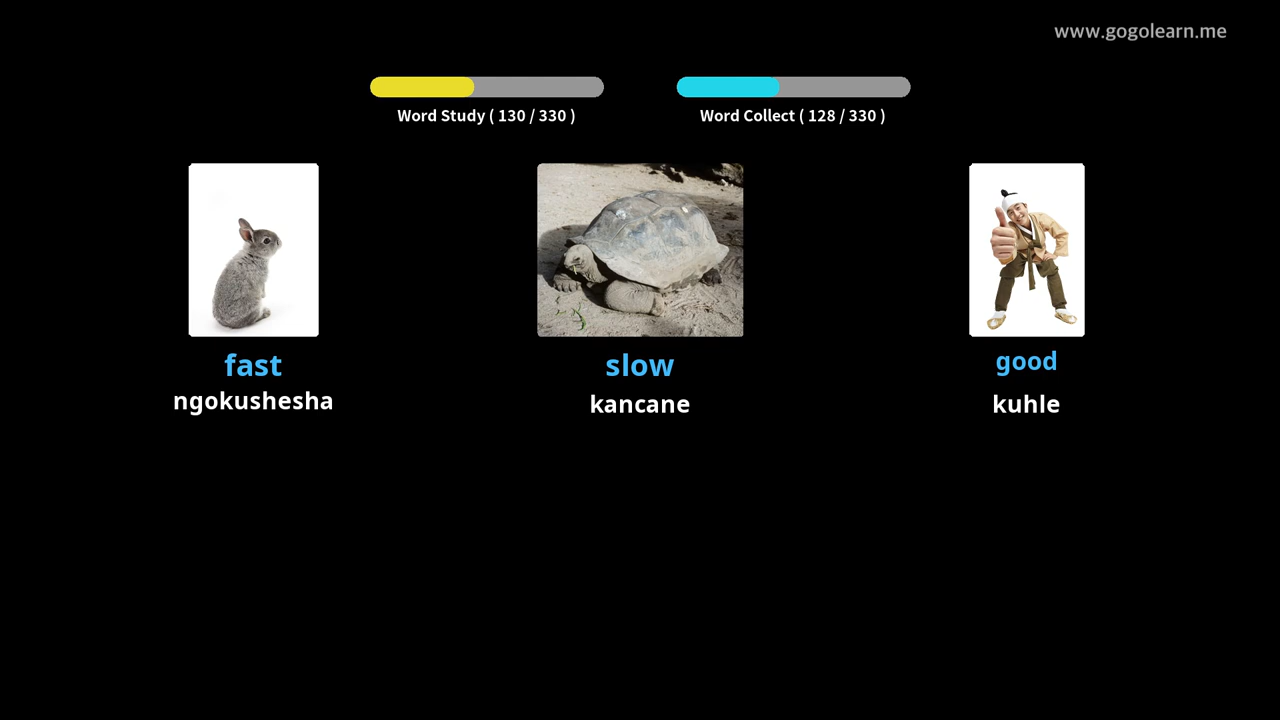 www.gogolearn.me
Word Study ( 130 / 330 )
Word Collect ( 128 / 330 )
fast
ngokushesha
slow
kancane
good
kuhle